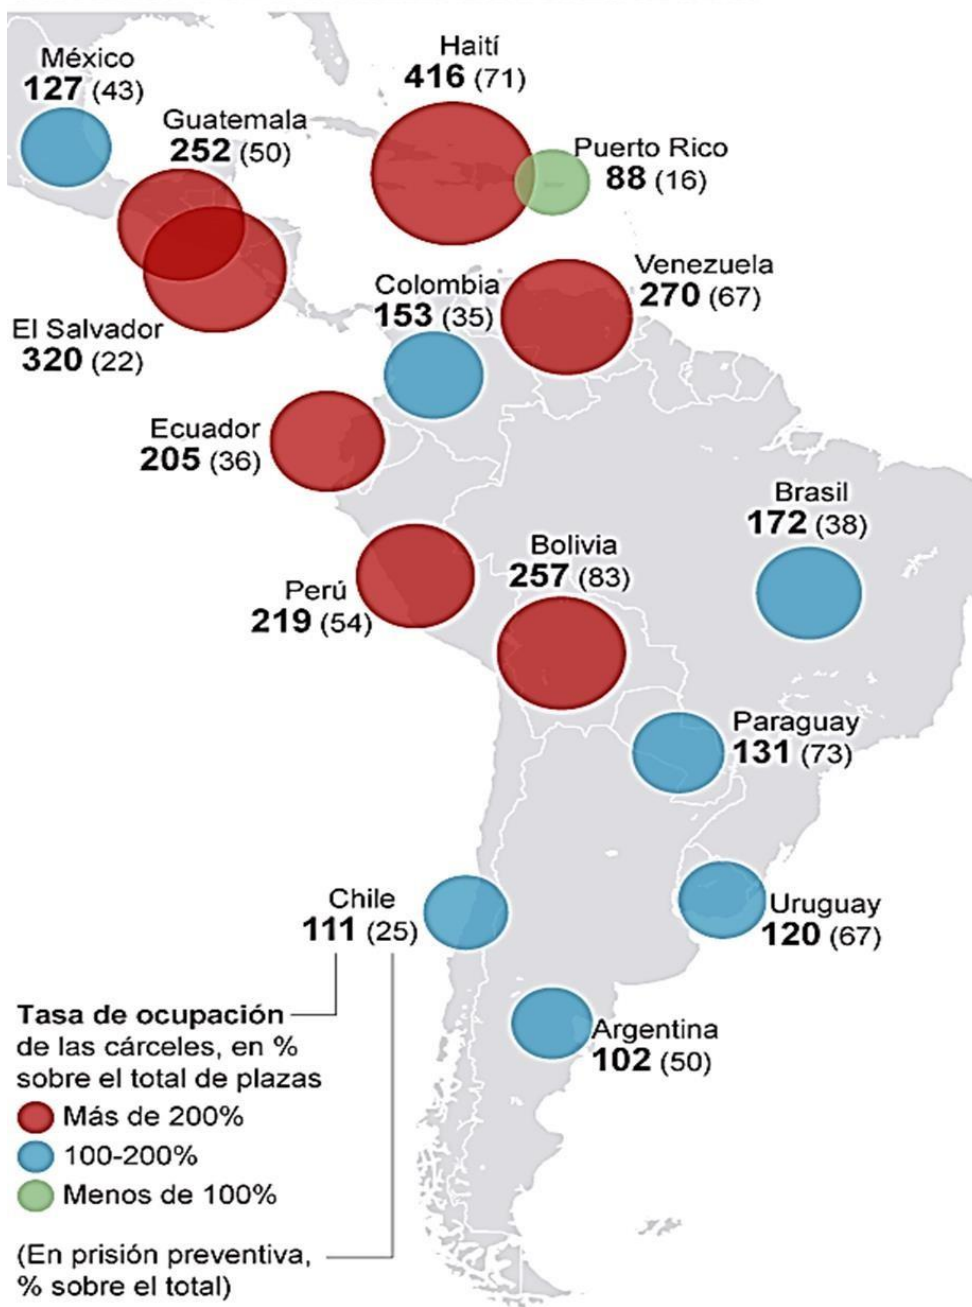 México
127 (43)
Haití
416 (71)
Guatemala
252 (50)
Puerto Rico
88 (16)
Venezuela
270 (67)
Colombia
153 (35)
El Salvador
320 (22)
Ecuador
205 (36)
Brasil
172 (38)
Bolivia
257 (83)
Perú
219 (54)
Paraguay
131 (73)
Chile
111 (25)
Uruguay
120 (67)
Argentina
102 (50)
Tasa de ocupación
de las cárceles, en %
sobre el total de plazas
Más de 200%
100-200%
Menos de 100%
(En prisión preventiva,
% sobre el total)